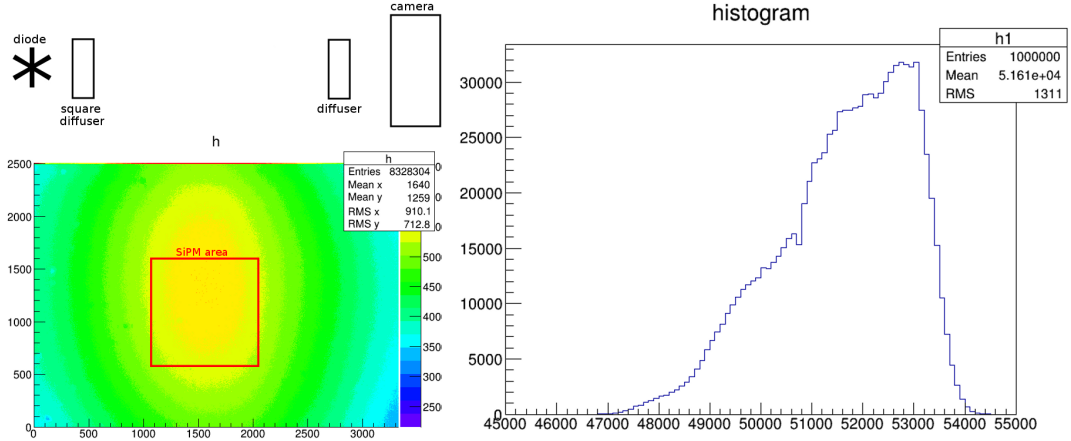 camera
diode
square
diffuser
diffuser
h
h
Entries 8328304
Mean x 1640
Mean y 1259
RMS x 910.1
RMS y 712.8
SiPM area
2500
2000
1500
1000
500
0
0 500 1000 1500 2000 2500 3000
500
450
400
350
300
250
histogram
h1
Entries 1000000
Mean 5.161e+04
RMS 1311
30000
25000
20000
15000
10000
5000
0
45000 46000 47000 48000 49000 50000 51000 52000 53000 54000 55000